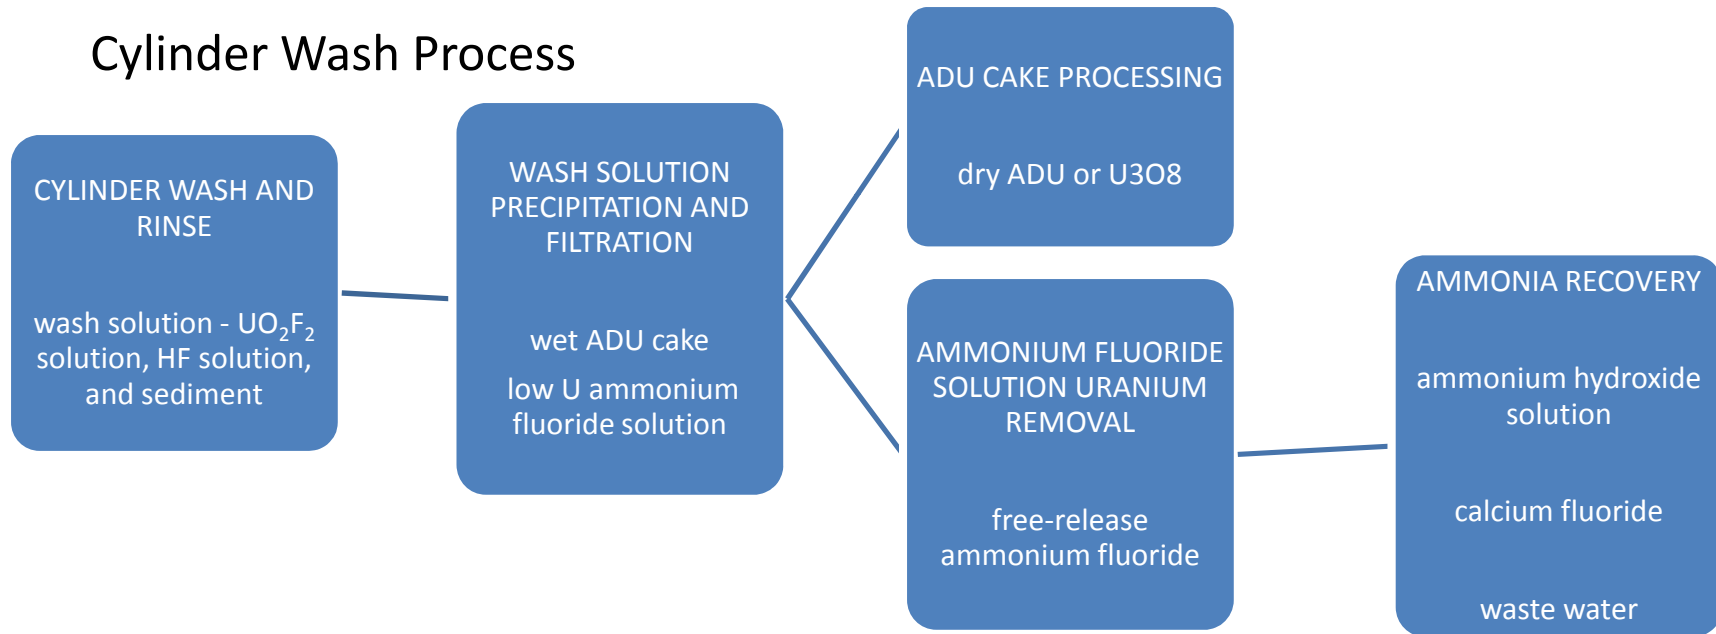 Cylinder Wash Process
CYLINDER WASH AND
RINSE
wash solution - UO₂F₂
solution, HF solution,
and sediment
WASH SOLUTION
PRECIPITATION AND
FILTRATION
wet ADU cake
low U ammonium
fluoride solution
ADU CAKE PROCESSING
dry ADU or U3O8
AMMONIUM FLUORIDE
SOLUTION URANIUM
REMOVAL
free-release
ammonium fluoride
AMMONIA RECOVERY
ammonium hydroxide
solution
calcium fluoride
waste water